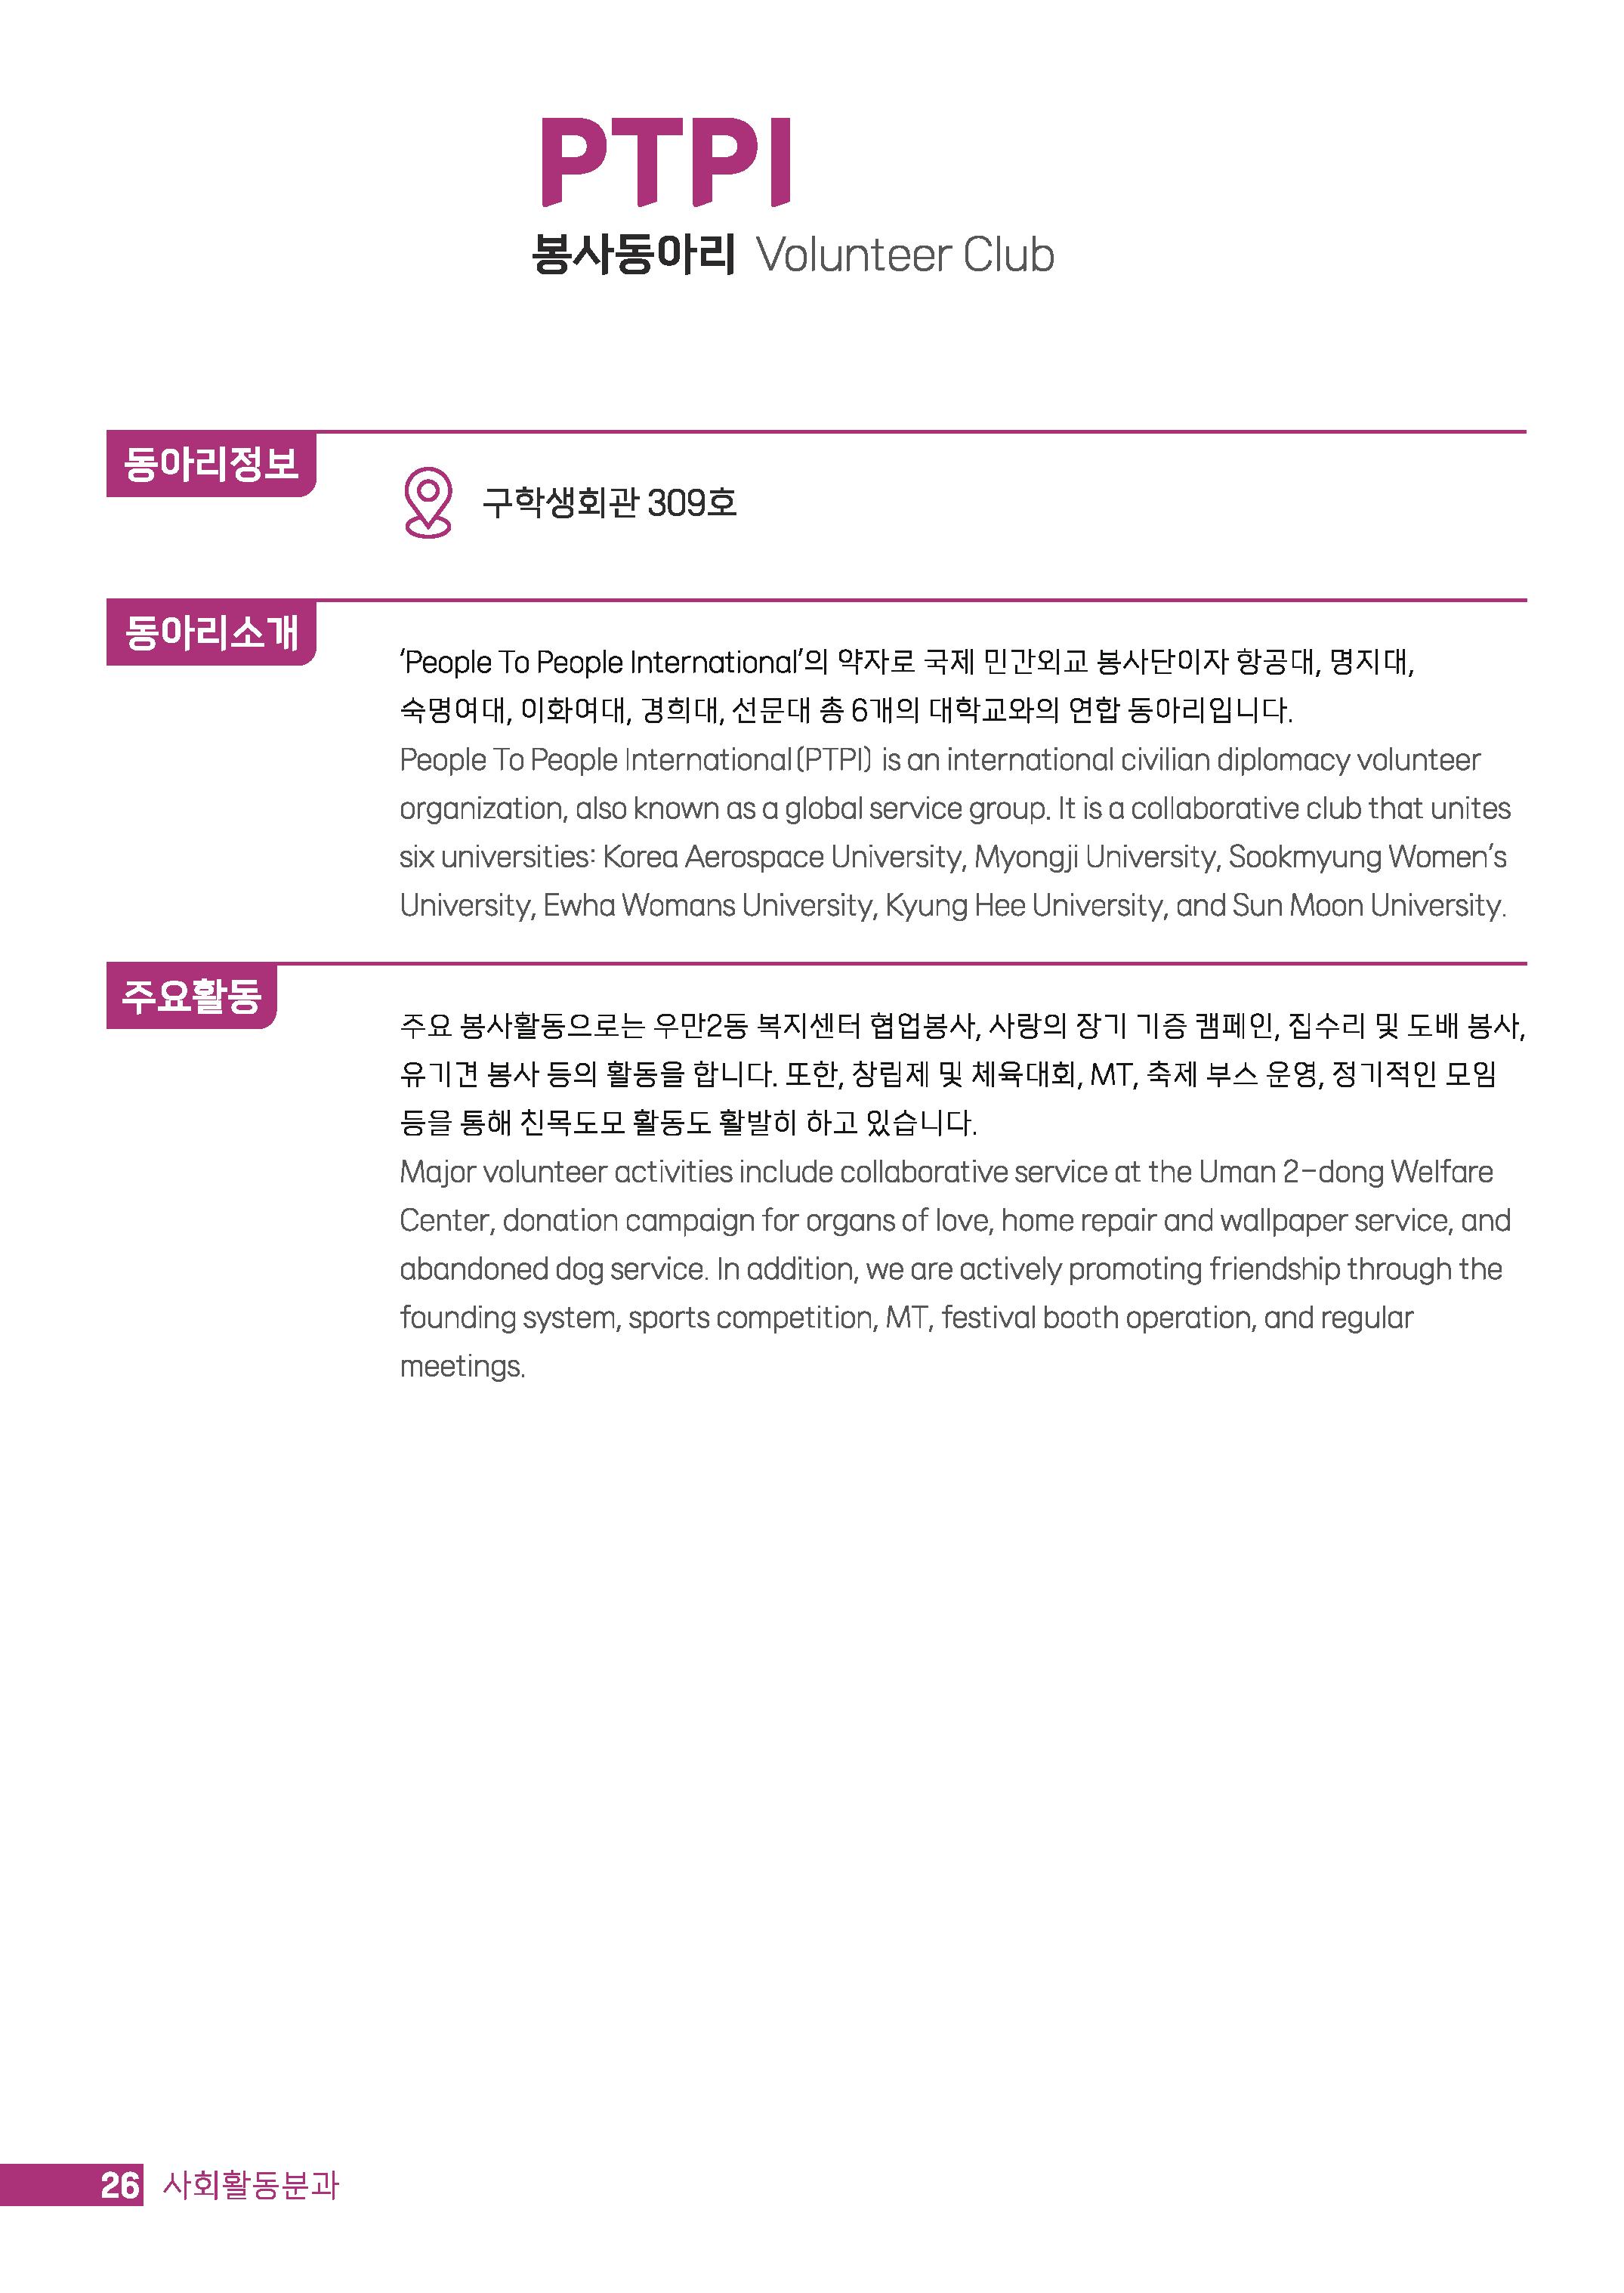 PTPI
봉사동아리 Volunteer Club
동아리정보
구학생회관 309호
동아리소개
‘People To People International’의 약자로 국제 민간외교 봉사단이자 항공대, 명지대,
숙명여대, 이화여대, 경희대, 선문대 총 6개의 대학교와의 연합 동아리입니다.
People To People International(PTPI) is an international civilian diplomacy volunteer
organization, also known as a global service group. It is a collaborative club that unites
six universities: Korea Aerospace University, Myongji University, Sookmyung Women’s
University, Ewha Womans University, Kyung Hee University, and Sun Moon University.
주요활동
주요 봉사활동으로는 우만2동 복지센터 협업봉사, 사랑의 장기 기증 캠페인, 집수리 및 도배 봉사,
유기견 봉사 등의 활동을 합니다. 또한, 창립제 및 체육대회, MT, 축제 부스 운영, 정기적인 모임
등을 통해 친목도모 활동도 활발히 하고 있습니다.
Major volunteer activities include collaborative service at the Uman 2-dong Welfare
Center, donation campaign for organs of love, home repair and wallpaper service, and
abandoned dog service. In addition, we are actively promoting friendship through the
founding system, sports competition, MT, festival booth operation, and regular
meetings.
26 사회활동분과